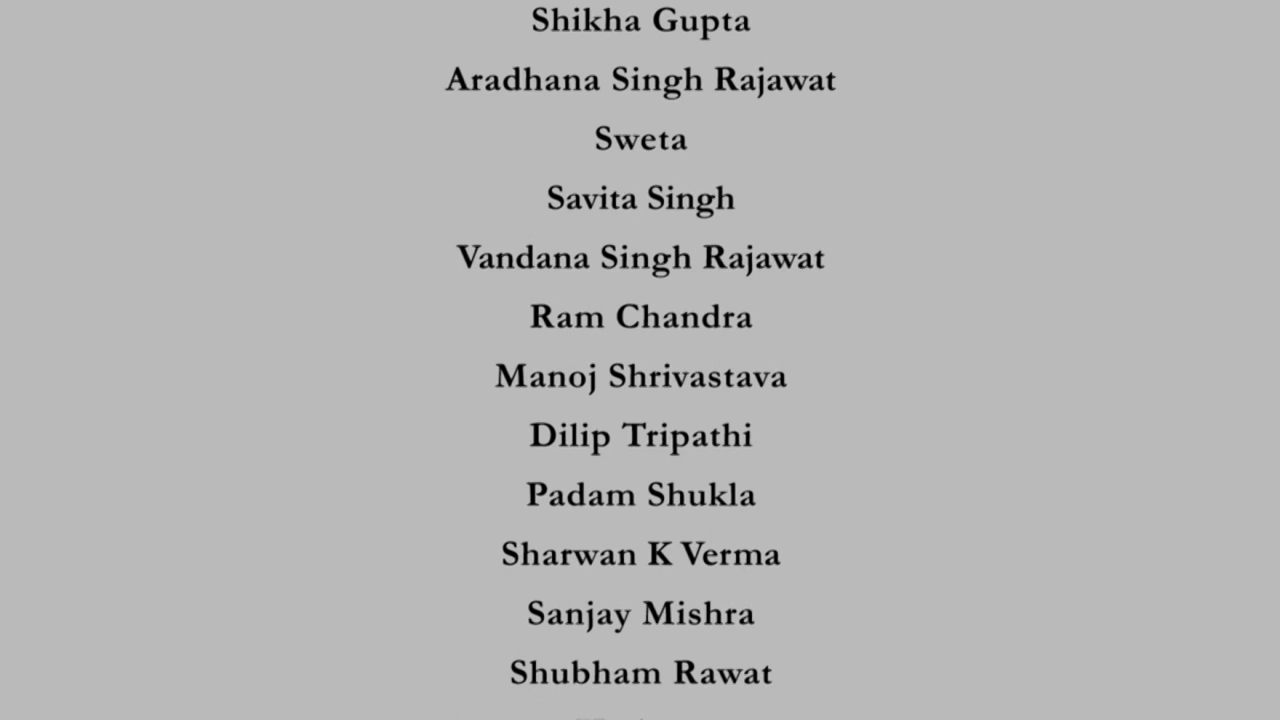 Shikha Gupta
Aradhana Singh Rajawat
Sweta
Savita Singh
Vandana Singh Rajawat
Ram Chandra
Manoj Shrivastava
Dilip Tripathi
Padam Shukla
Sharwan K Verma
Sanjay Mishra
Shubham Rawat